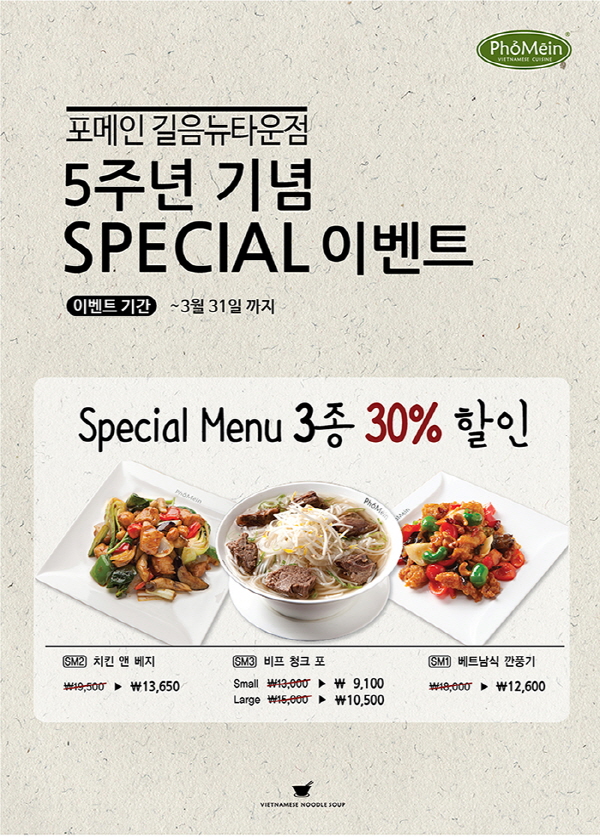 PhởMein
VIETNAMESE CUISINE
포메인 길음뉴타운점
5주년 기념
SPECIAL 이벤트
이벤트 기간 ~3월 31일 까지
Special Menu 3종 30% 할인
PhởMein
PhởMein
PhởMein
SM2 치킨 앤 베지
₩19,500 ▶ ₩13,650
SM3 비프 청크 포
Small ₩13,000 ▶ ₩ 9,100
Large ₩15,000 ▶ ₩10,500
SM1 베트남식 깐풍기
₩18,000 ▶ ₩12,600
VIETNAMESE NOODLE SOUP